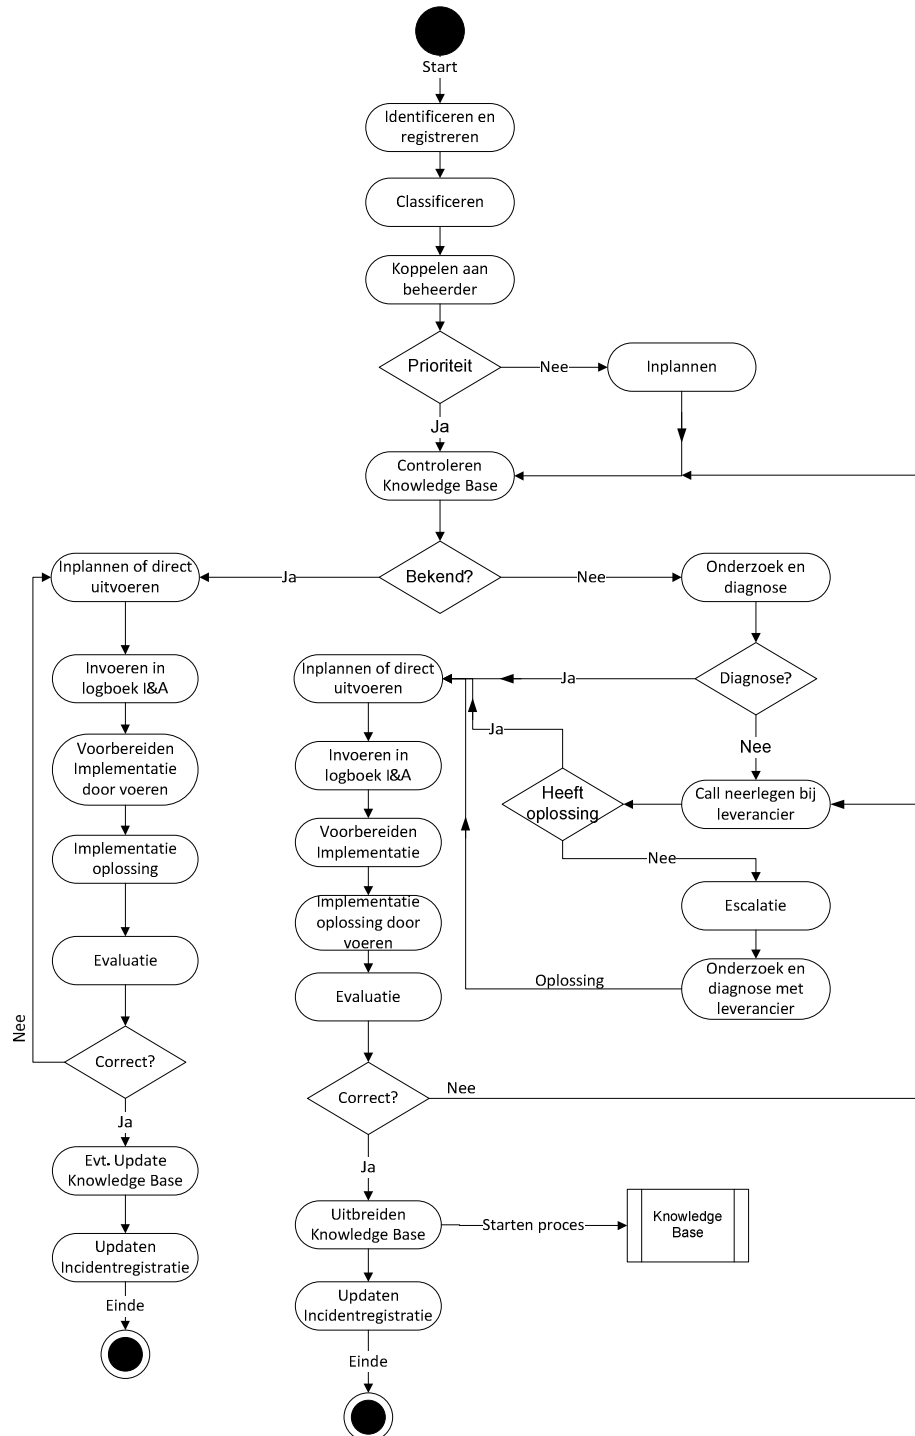 Start
Identificeren en
registreren
Classificeren
Koppelen aan
beheerder
Prioriteit
Nee
Inplannen
Ja
Controleren
Knowledge Base
Bekend?
Ja
Nee
Inplannen of direct
uitvoeren
Onderzoek en
diagnose
Invoeren in
logboek I&A
Voorbereiden
Implementatie
door voeren
Implementatie
oplossing
Evaluatie
Nee
Correct?
Ja
Evt. Update
Knowledge Base
Updaten
Incidentregistratie
Einde
Diagnose?
Ja
Nee
Call neerlegen bij
leverancier
Heeft
oplossing
Ja
Nee
Escalatie
Onderzoek en
diagnose met
leverancier
Oplossing
Inplannen of direct
uitvoeren
Invoeren in
logboek I&A
Voorbereiden
Implementatie
Implementatie
oplossing door
voeren
Evaluatie
Correct?
Nee
Ja
Uitbreiden
Knowledge Base
Starten proces
Knowledge
Base
Updaten
Incidentregistratie
Einde